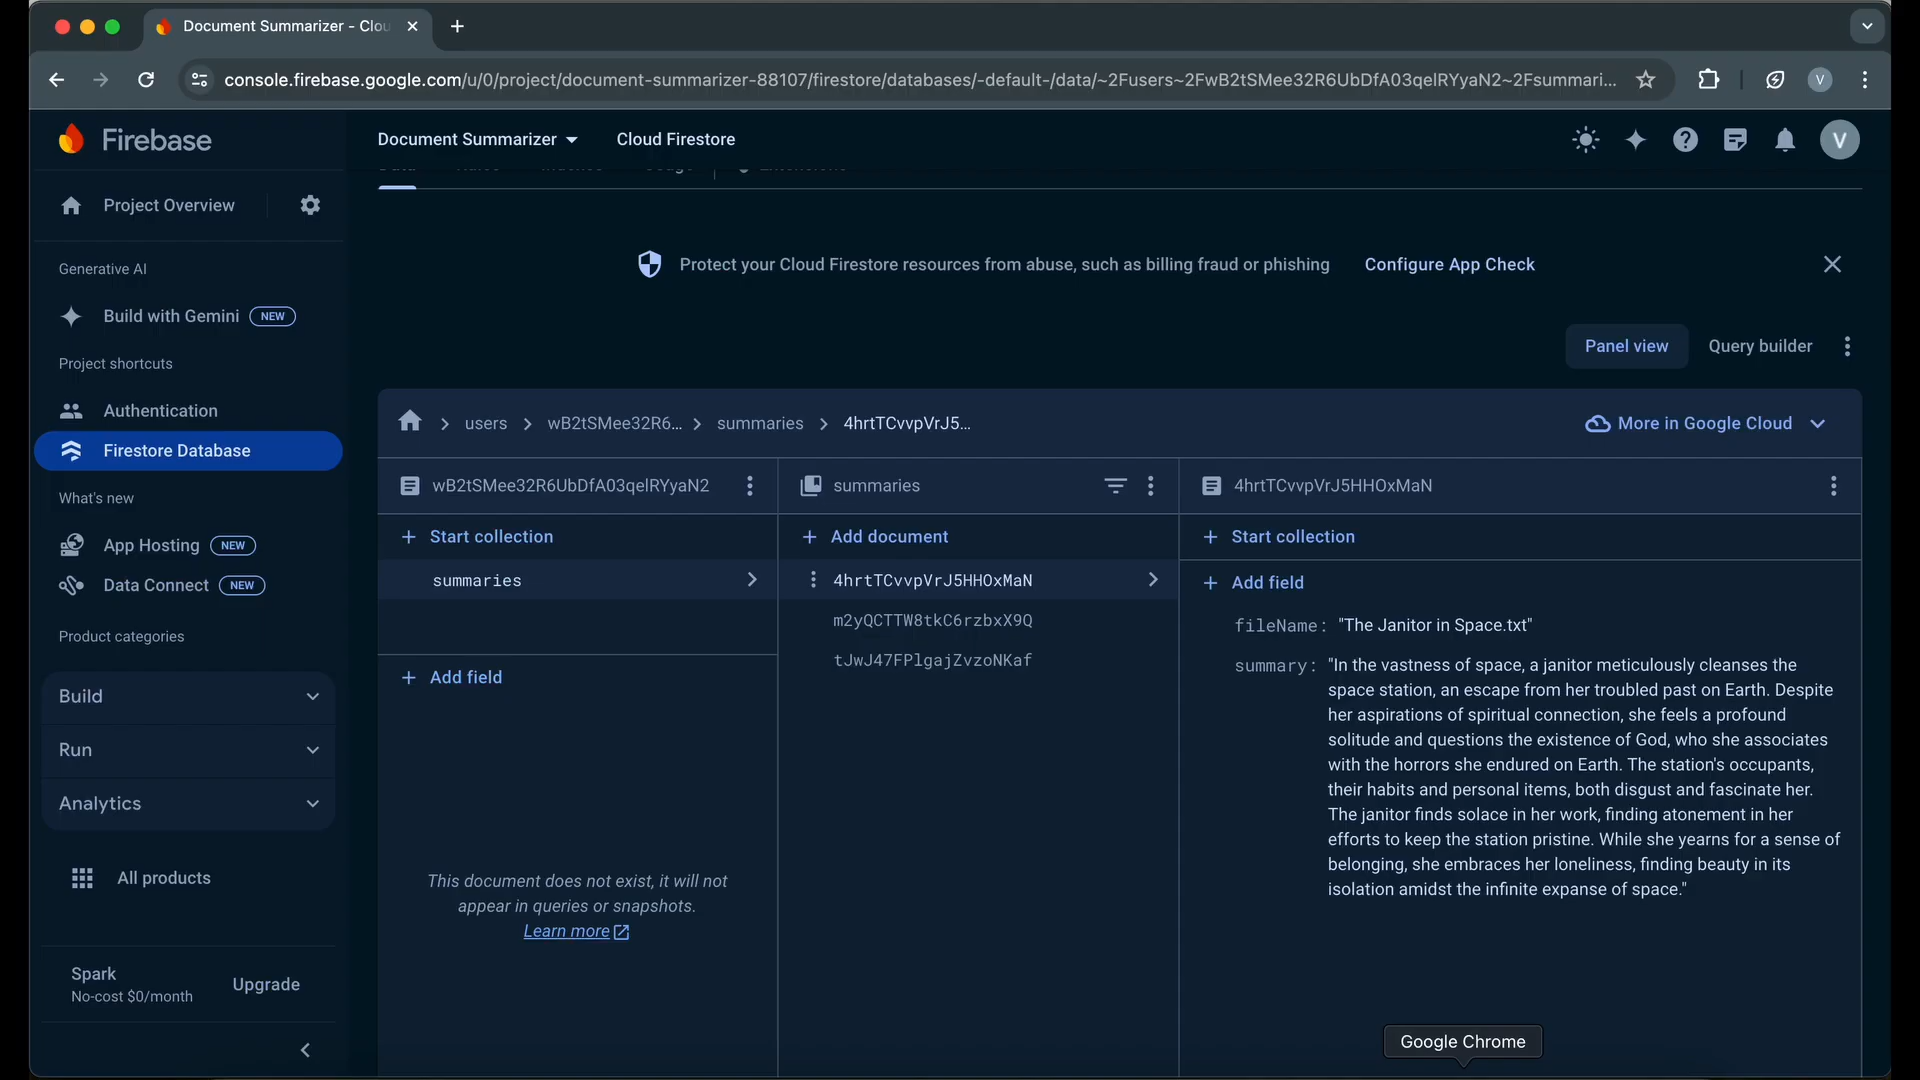 Document Summarizer - Clou
console.firebase.google.com/u/0/project/document-summarizer-88107/firestore/databases/-default-/data/~2Fusers~2FwB2tSMee32R6UbDfA03qelRYyaN2~2Fsummari...
V
Firebase
Document Summarizer
Cloud Firestore
V
Project Overview
Generative AI
Protect your Cloud Firestore resources from abuse, such as billing fraud or phishing
Configure App Check
Build with Gemini NEW
Panel view
Query builder
Project shortcuts
Authentication
users
wB2tSMee32R6...
summaries
4hrtTCvvpVrJ5...
More in Google Cloud
Firestore Database
What's new
wB2tSMee32R6UbDfA03qelRYyaN2
summaries
4hrtTCvvpVrJ5HHOxMaN
App Hosting NEW
+ Start collection
+ Add document
+ Start collection
Data Connect NEW
summaries
4hrtTCvvpVrJ5HHOxMaN
+ Add field
m2yQCTTW8tkC6rzbxX9Q
fileName: "The Janitor in Space.txt"
Product categories
tJwJ47FPlgajZvzoNKaf
+ Add field
summary: "In the vastness of space, a janitor meticulously cleanses the
space station, an escape from her troubled past on Earth. Despite
her aspirations of spiritual connection, she feels a profound
solitude and questions the existence of God, who she associates
with the horrors she endured on Earth. The station's occupants,
their habits and personal items, both disgust and fascinate her.
The janitor finds solace in her work, finding atonement in her
efforts to keep the station pristine. While she yearns for a sense of
belonging, she embraces her loneliness, finding beauty in its
isolation amidst the infinite expanse of space."
Build
Run
Analytics
All products
This document does not exist, it will not
appear in queries or snapshots.
Learn more
Spark
No-cost $0/month
Upgrade
Google Chrome